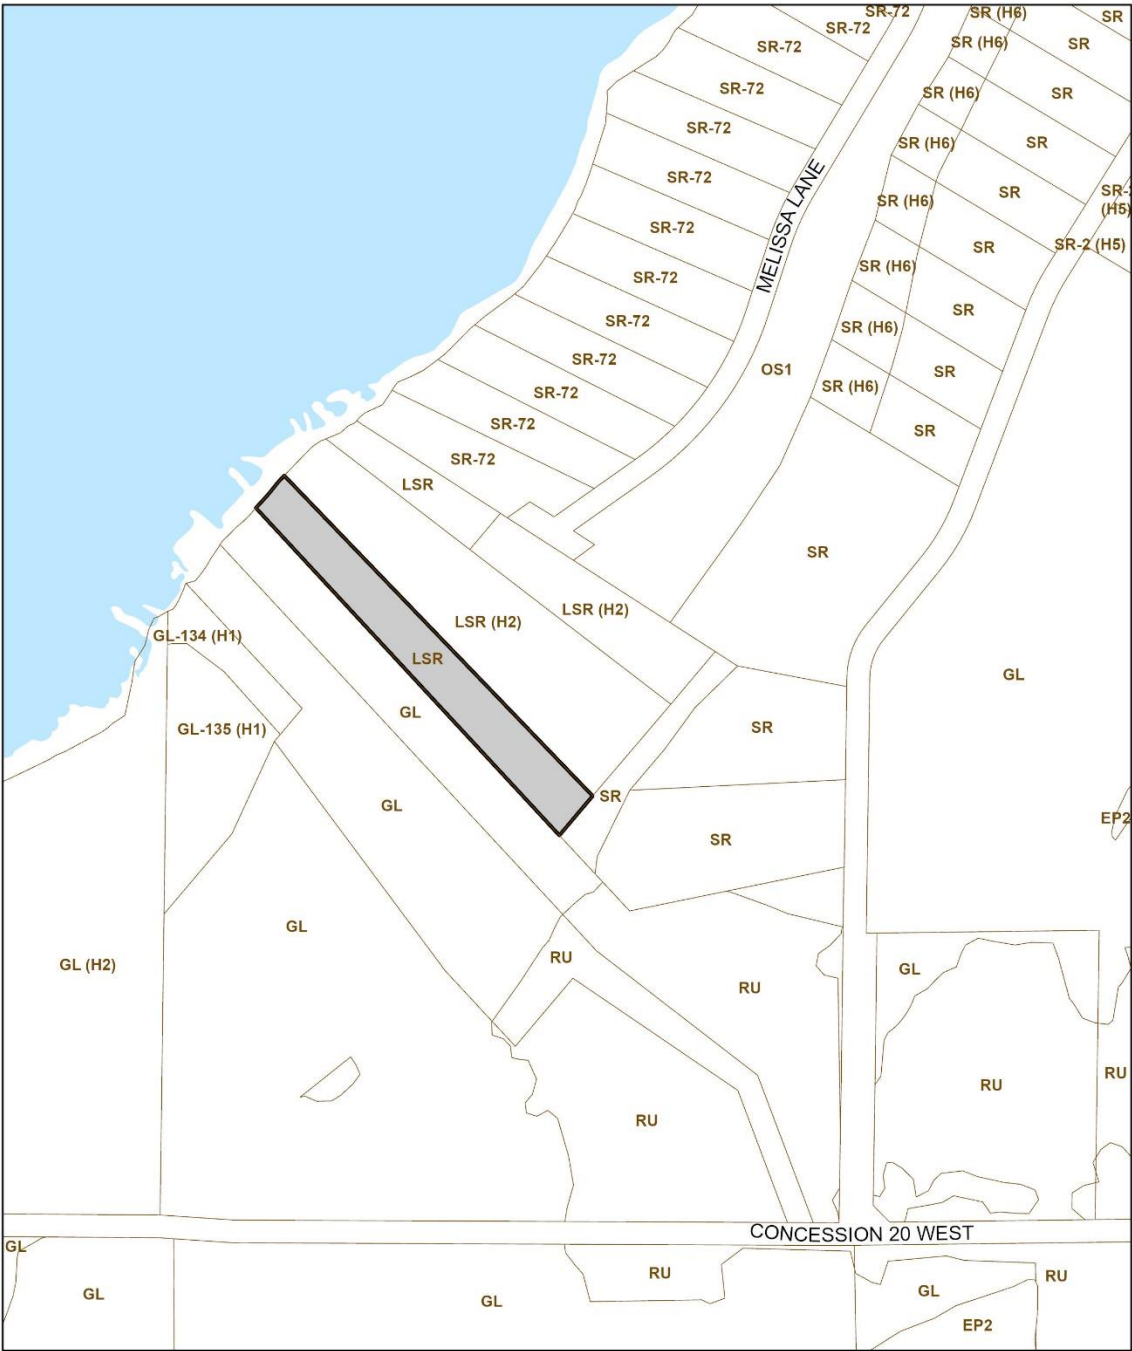 SR-72
SR (H6)
SR
SR-72
SR-72
SR (H6)
SR
SR-72
SR (H6)
SR
SR-72
SR (H6)
SR
SR-72
MELISSA LANE
SR (H6)
SR
SR-2
(H5)
SR-72
SR
SR-2 (H5)
SR-72
SR (H6)
SR-72
SR (H6)
SR
SR-72
OS1
SR (H6)
SR
SR-72
SR-72
SR
SR-72
LSR
SR
LSR (H2)
LSR (H2)
GL-134 (H1)
LSR
GL
GL
GL-135 (H1)
SR
SR
GL
SR
EP2
GL
GL (H2)
RU
GL
RU
RU
RU
RU
CONCESSION 20 WEST
GL
RU
RU
GL
GL
GL
EP2